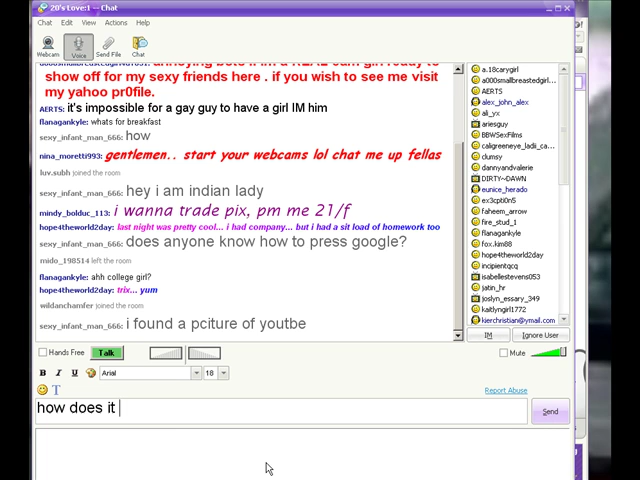 20's Love:1 -- Chat
Chat Edit View Actions Help
Webcam Voice Send File Chat
show off for my sexy friends here . if you wish to see me visit
my yahoo pr0file.
AERTS: it's impossible for a gay guy to have a girl IM him
flanagankyle: whats for breakfast
sexy_infant_man_666: how
nina_moretti993: gentlemen.. start your webcams lol chat me up fellas
luv.subh joined the room
sexy_infant_man_666: hey i am indian lady
mindy_bolduc_113: i wanna trade pix, pm me 21/f
hope4theworld2day: last night was pretty cool... i had company... but i had a sit load of homework too
sexy_infant_man_666: does anyone know how to press google?
mido_198514 left the room
flanagankyle: ahh college girl?
hope4theworld2day: trix... yum
wildanchamfer joined the room
sexy_infant_man_666: i found a pciture of youtbe
a.18carygirl
a000smallbreastedgirl...
AERTS
alex_john_alex
ali_yx
ariesguy
BBWSexFilms
caligreeneye_ladii_ca...
clumsy
dannyandvalerie
DIRTY~DAWN
eunice_herado
ex3cpti0n5
faheem_arrow
fire_stud_1
flanagankyle
fox.kim88
hope4theworld2day
incipientqcq
isabellestevens053
jatin_hr
joslyn_essary_349
kaitlyngirl1772
kierchristian@ymail.com
IM Ignore User
Hands Free Talk Mute
B I U Arial 18
T Report Abuse
how does it
Send